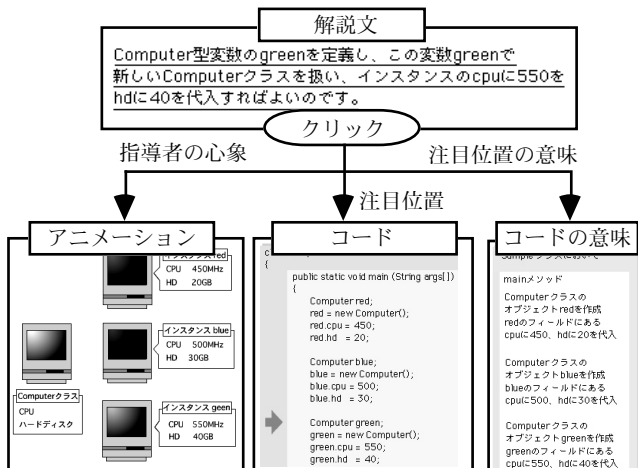 解説文
Computer型変数のgreenを定義し、この変数greenで
新しいComputerクラスを扱い、インスタンスのcpuに550を
hdに40を代入すればよいのです。
クリック
指導者の心象
注目位置の意味
注目位置
アニメーション
コード
コードの意味
インスタンス red
CPU 450MHz
HD 20GB
インスタンス blue
CPU 500MHz
HD 30GB
Computerクラス
CPU
ハードディスク
インスタンス geen
CPU 550MHz
HD 40GB
{
public static void main (String args[])
{
Computer red;
red = new Computer();
red.cpu = 450;
red.hd = 20;
Computer blue;
blue = new Computer();
blue.cpu = 500;
blue.hd = 30;
Computer green;
green = new Computer();
green.cpu = 550;
green.hd = 40;
mainメソッド
Computerクラスの
オブジェクトredを作成
redのフィールドにある
cpuに450、hdに20を代入
Computerクラスの
オブジェクトblueを作成
blueのフィールドにある
cpuに500、hdに30を代入
Computerクラスの
オブジェクトgreenを作成
greenのフィールドにある
cpuに550、hdに40を代入